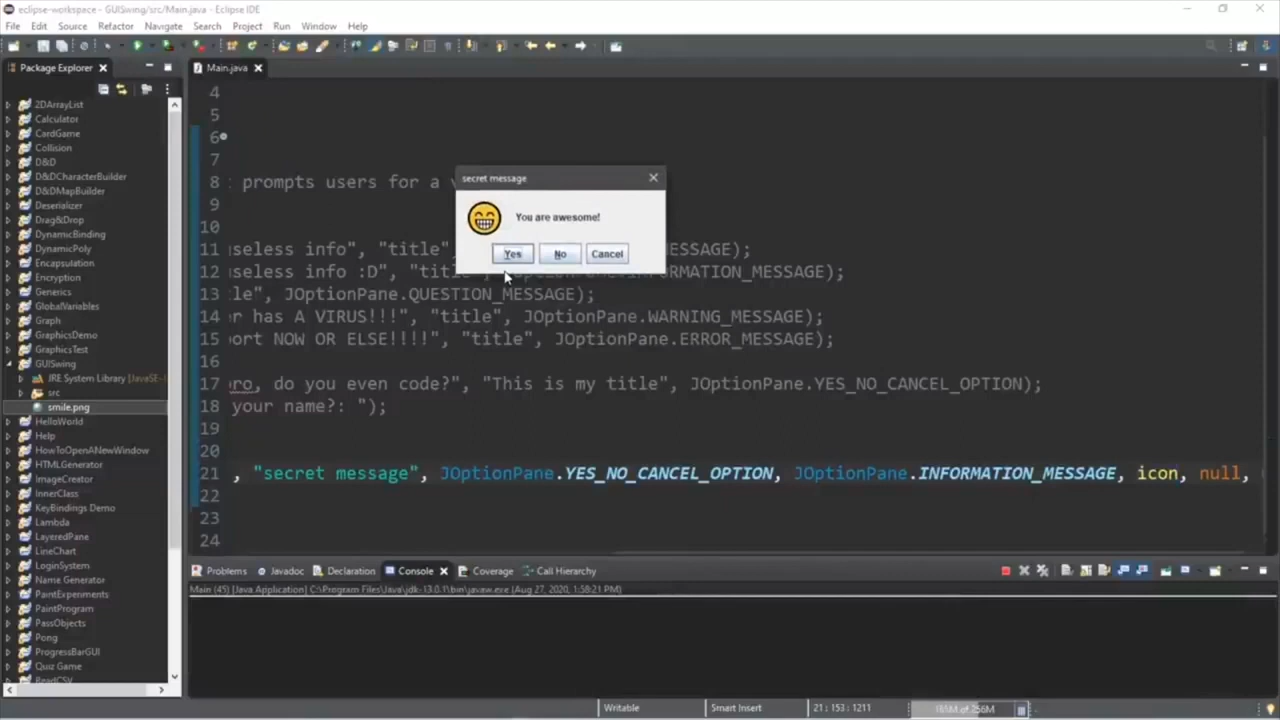 eclipse-workspace - GUISwing/src/Main.java - Eclipse IDE
File Edit Source Refactor Navigate Search Project Run Window Help
Package Explorer
Main.java
2DArrayList
Calculator
CardGame
Collision
D&D
D&DCharacterBuilder
D&DMapBuilder
Deserializer
Drag&Drop
DynamicBinding
DynamicPoly
Encapsulation
Encryption
Generics
GlobalVariables
Graph
GraphicsDemo
GraphicsTest
GUISwing
JRE System Library [JavaSE-1
src
smile.png
HelloWorld
Help
HowToOpenANewWindow
HTMLGenerator
ImageCreator
InnerClass
KeyBindings Demo
Lambda
LayeredPane
LineChart
LoginSystem
Name Generator
PaintExperiments
PaintProgram
PassObjects
Pong
ProgressBarGUI
Quiz Game
ReadCSV
4
5
6
7
8 : prompts users for a v
9
10
11 useless info", "title", MESSAGE);
12 useless info :D", "title", INFORMATION_MESSAGE);
13 tle", JOptionPane.QUESTION_MESSAGE);
14 er has A VIRUS!!!", "title", JOptionPane.WARNING_MESSAGE);
15 port NOW OR ELSE!!!!", "title", JOptionPane.ERROR_MESSAGE);
16
17 bro, do you even code?", "This is my title", JOptionPane.YES_NO_CANCEL_OPTION);
18 your name?: ");
19
20
21 , "secret message", JOptionPane.YES_NO_CANCEL_OPTION, JOptionPane.INFORMATION_MESSAGE, icon, null,
22
23
24
secret message
You are awesome!
Yes No Cancel
Problems Javadoc Declaration Console Coverage Call Hierarchy
Main (45) [Java Application] C:\Program Files\Java\jdk-13.0.1\bin\javaw.exe (Aug 27, 2020, 1:58:21 PM)
Writable Smart Insert 21 : 153 : 1211 of 256M